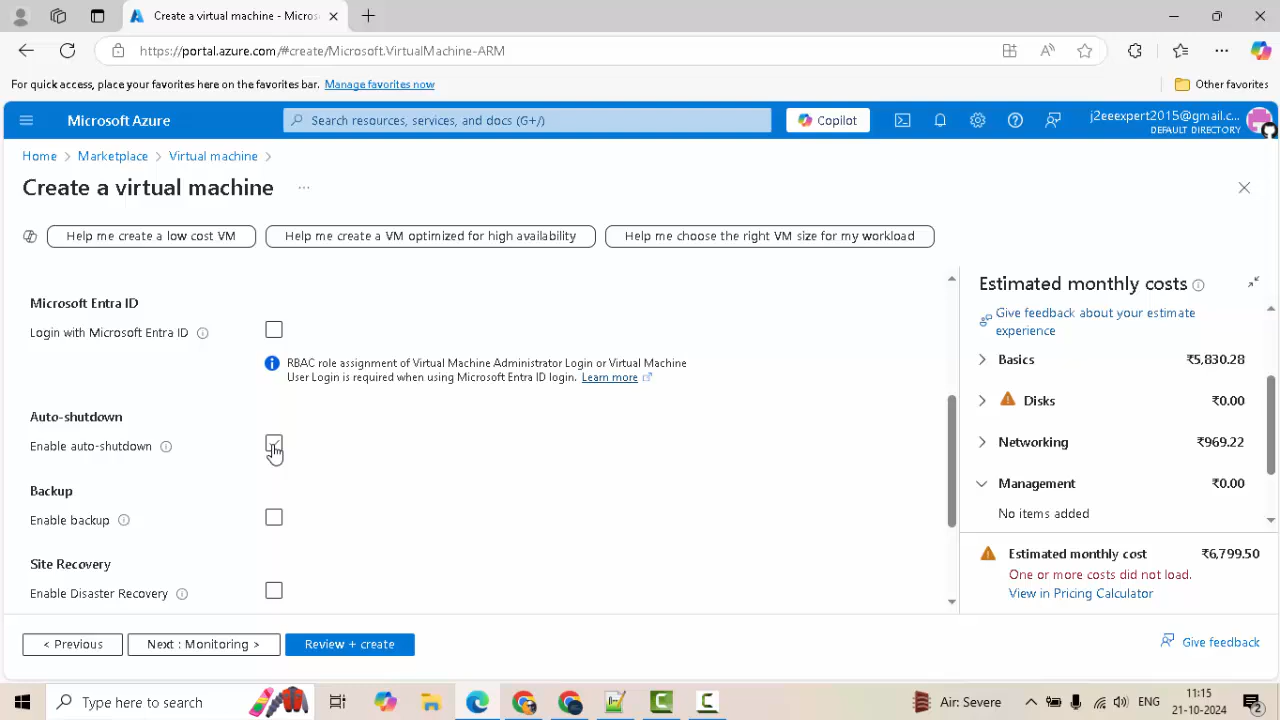 Create a virtual machine - Micros
https://portal.azure.com/#create/Microsoft.VirtualMachine-ARM
For quick access, place your favorites here on the favorites bar. Manage favorites now
Other favorites
Microsoft Azure
Search resources, services, and docs (G+/)
Copilot
j2eeexpert2015@gmail.c...
DEFAULT DIRECTORY
Home > Marketplace > Virtual machine >
Create a virtual machine ...
Help me create a low cost VM
Help me create a VM optimized for high availability
Help me choose the right VM size for my workload
Microsoft Entra ID
Login with Microsoft Entra ID
RBAC role assignment of Virtual Machine Administrator Login or Virtual Machine
User Login is required when using Microsoft Entra ID login. Learn more
Auto-shutdown
Enable auto-shutdown
Backup
Enable backup
Site Recovery
Enable Disaster Recovery
Estimated monthly costs
Give feedback about your estimate
experience
Basics ₹5,830.28
Disks ₹0.00
Networking ₹969.22
Management ₹0.00
No items added
Estimated monthly cost ₹6,799.50
One or more costs did not load.
View in Pricing Calculator
< Previous
Next : Monitoring >
Review + create
Give feedback
Type here to search
Air: Severe
ENG
11:15
21-10-2024
2